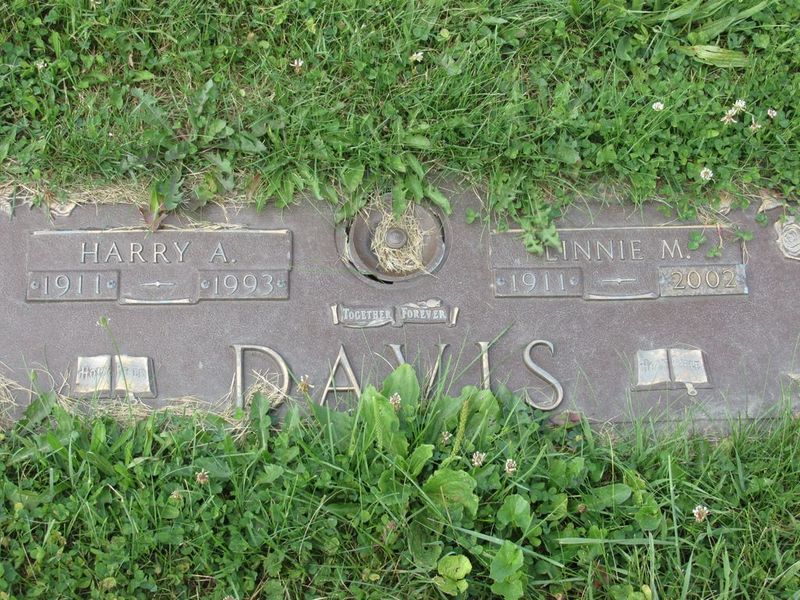 HARRY A.
1911 1993
LINNIE M.
1911 2002
TOGETHER FOREVER
DAVIS